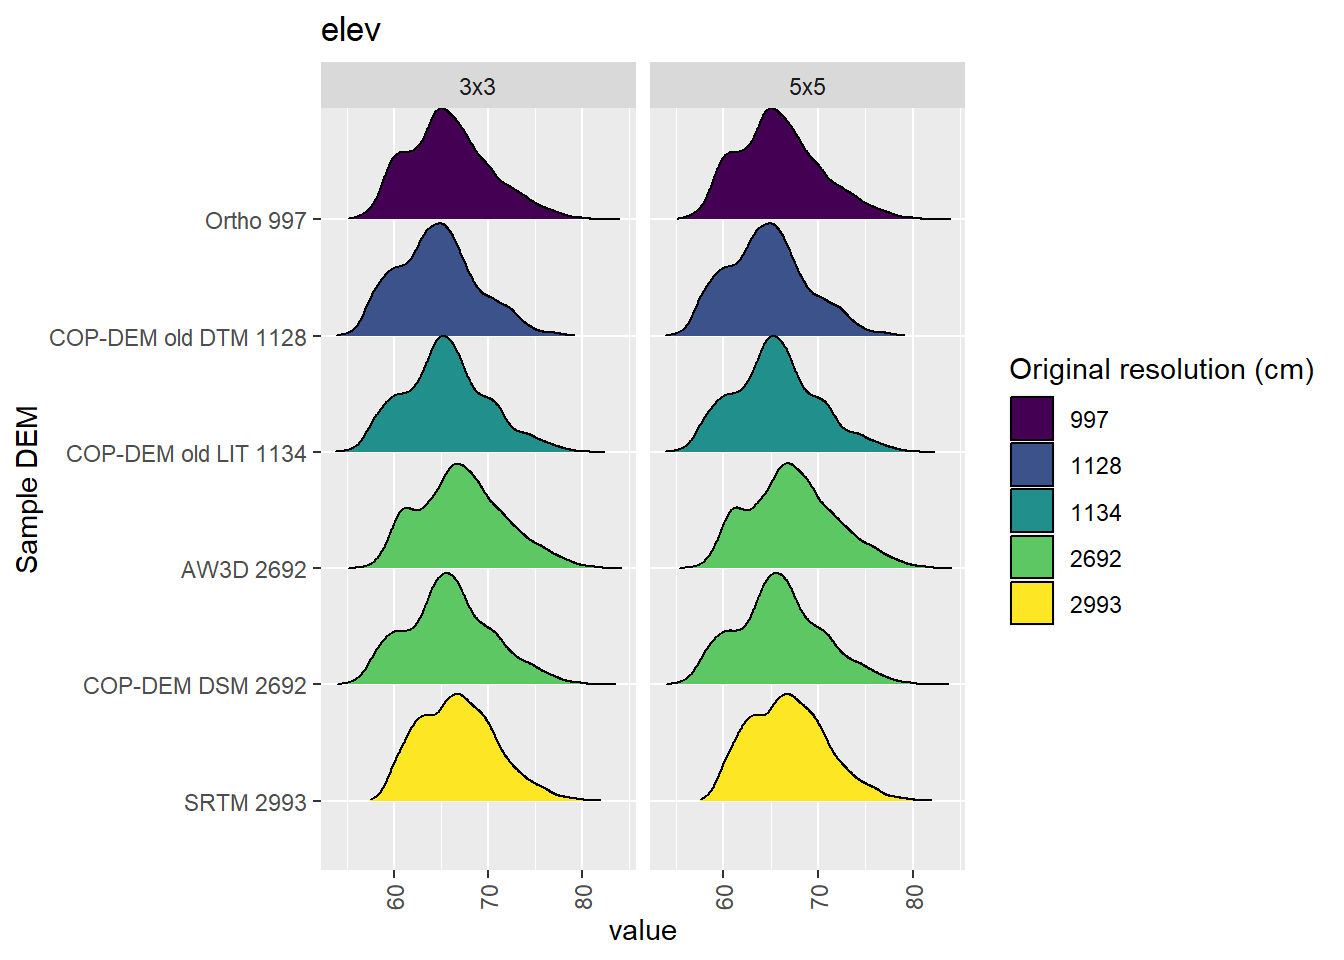 elev
3x3
5x5
Ortho 997
COP-DEM old DTM 1128
COP-DEM old LIT 1134
AW3D 2692
COP-DEM DSM 2692
SRTM 2993
Sample DEM
60
70
80
60
70
80
value
Original resolution (cm)
997
1128
1134
2692
2993